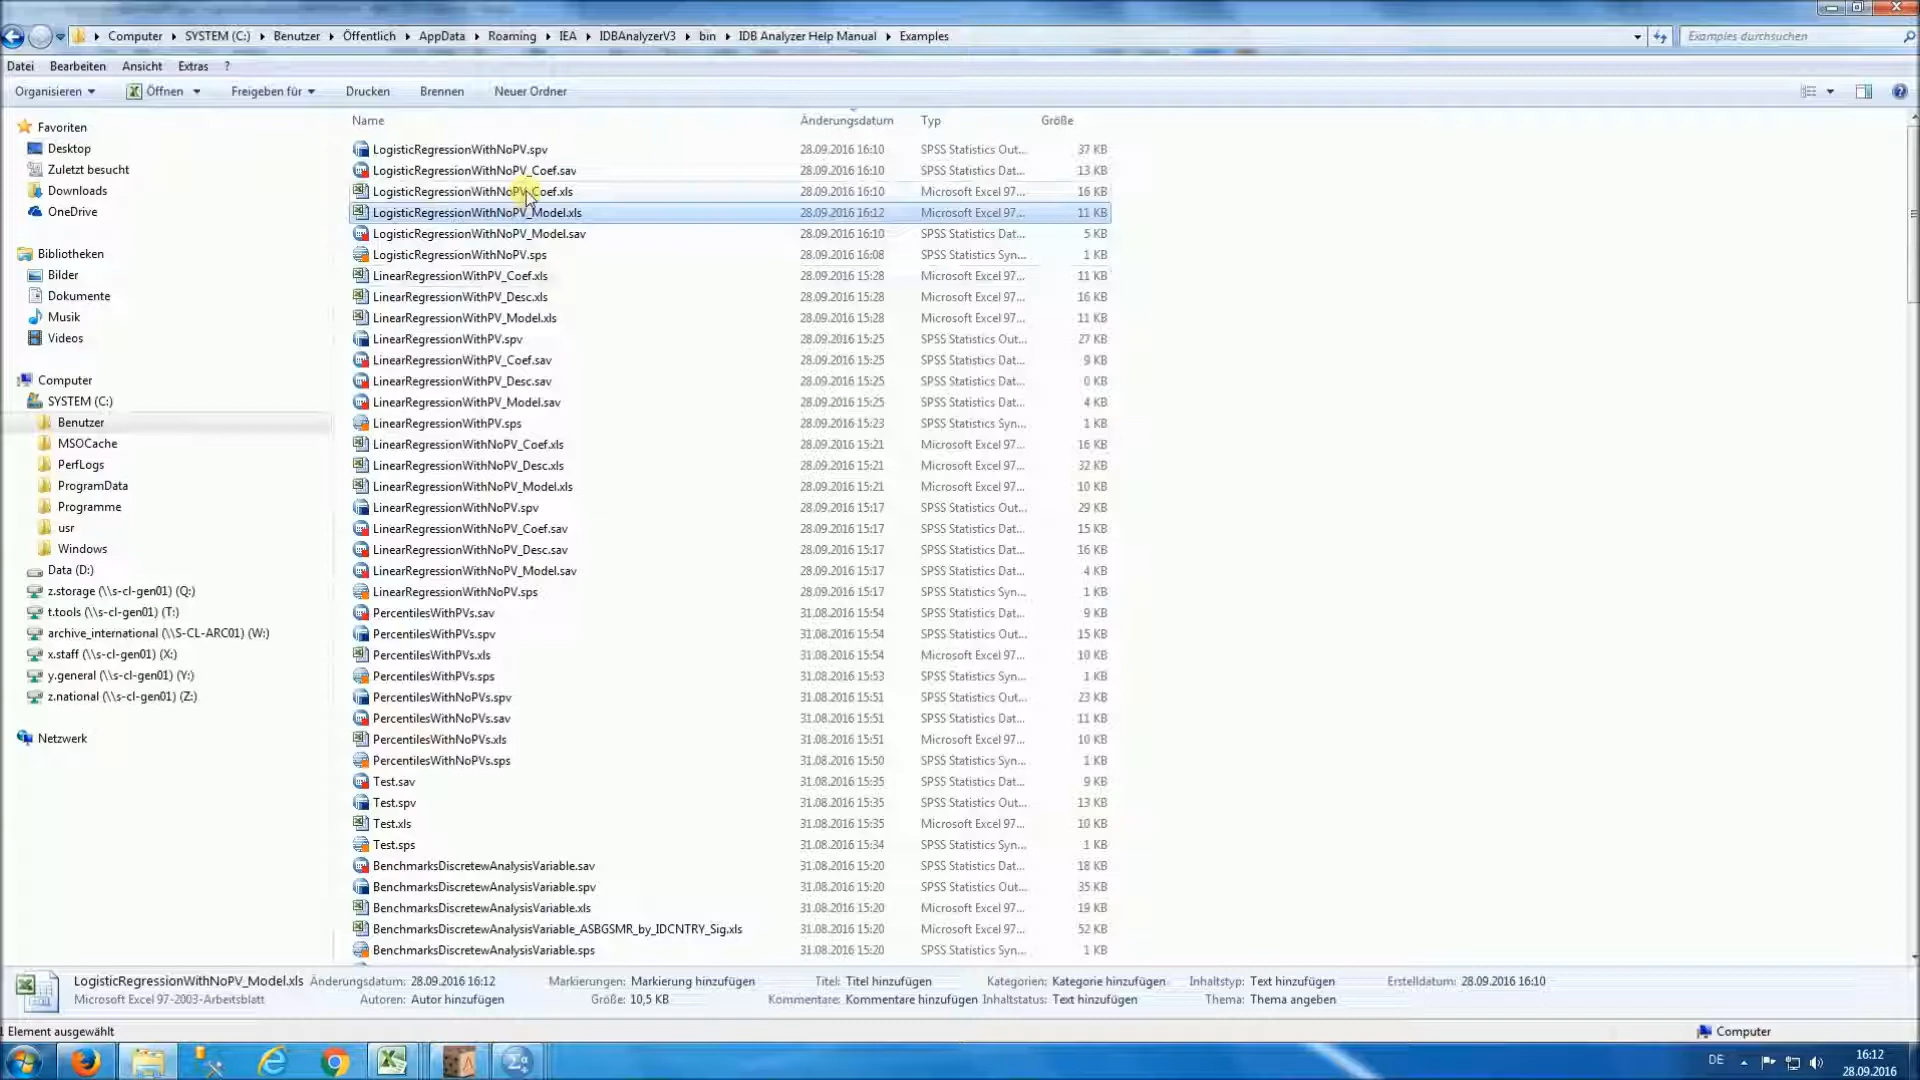 Computer ▸ SYSTEM (C:) ▸ Benutzer ▸ Öffentlich ▸ AppData ▸ Roaming ▸ IEA ▸ IDBAnalyzerV3 ▸ bin ▸ IDB Analyzer Help Manual ▸ Examples
Examples durchsuchen
Datei Bearbeiten Ansicht Extras ?
Organisieren Öffnen Freigeben für Drucken Brennen Neuer Ordner
Favoriten
Desktop
Zuletzt besucht
Downloads
OneDrive
Bibliotheken
Bilder
Dokumente
Musik
Videos
Computer
SYSTEM (C:)
Benutzer
MSOCache
PerfLogs
ProgramData
Programme
usr
Windows
Data (D:)
z.storage (\\s-cl-gen01) (Q:)
t.tools (\\s-cl-gen01) (T:)
archive_international (\\S-CL-ARC01) (W:)
x.staff (\\s-cl-gen01) (X:)
y.general (\\s-cl-gen01) (Y:)
z.national (\\s-cl-gen01) (Z:)
Netzwerk
Name Änderungsdatum Typ Größe
LogisticRegressionWithNoPV.spv 28.09.2016 16:10 SPSS Statistics Out... 37 KB
LogisticRegressionWithNoPV_Coef.sav 28.09.2016 16:10 SPSS Statistics Dat... 13 KB
LogisticRegressionWithNoPV_Coef.xls 28.09.2016 16:10 Microsoft Excel 97... 16 KB
LogisticRegressionWithNoPV_Model.xls 28.09.2016 16:12 Microsoft Excel 97... 11 KB
LogisticRegressionWithNoPV_Model.sav 28.09.2016 16:10 SPSS Statistics Dat... 5 KB
LogisticRegressionWithNoPV.sps 28.09.2016 16:08 SPSS Statistics Syn... 1 KB
LinearRegressionWithPV_Coef.xls 28.09.2016 15:28 Microsoft Excel 97... 11 KB
LinearRegressionWithPV_Desc.xls 28.09.2016 15:28 Microsoft Excel 97... 16 KB
LinearRegressionWithPV_Model.xls 28.09.2016 15:28 Microsoft Excel 97... 11 KB
LinearRegressionWithPV.spv 28.09.2016 15:25 SPSS Statistics Out... 27 KB
LinearRegressionWithPV_Coef.sav 28.09.2016 15:25 SPSS Statistics Dat... 9 KB
LinearRegressionWithPV_Desc.sav 28.09.2016 15:25 SPSS Statistics Dat... 0 KB
LinearRegressionWithPV_Model.sav 28.09.2016 15:25 SPSS Statistics Dat... 4 KB
LinearRegressionWithPV.sps 28.09.2016 15:23 SPSS Statistics Syn... 1 KB
LinearRegressionWithNoPV_Coef.xls 28.09.2016 15:21 Microsoft Excel 97... 16 KB
LinearRegressionWithNoPV_Desc.xls 28.09.2016 15:21 Microsoft Excel 97... 32 KB
LinearRegressionWithNoPV_Model.xls 28.09.2016 15:21 Microsoft Excel 97... 10 KB
LinearRegressionWithNoPV.spv 28.09.2016 15:17 SPSS Statistics Out... 29 KB
LinearRegressionWithNoPV_Coef.sav 28.09.2016 15:17 SPSS Statistics Dat... 15 KB
LinearRegressionWithNoPV_Desc.sav 28.09.2016 15:17 SPSS Statistics Dat... 16 KB
LinearRegressionWithNoPV_Model.sav 28.09.2016 15:17 SPSS Statistics Dat... 4 KB
LinearRegressionWithNoPV.sps 28.09.2016 15:17 SPSS Statistics Syn... 1 KB
PercentilesWithPVs.sav 31.08.2016 15:54 SPSS Statistics Dat... 9 KB
PercentilesWithPVs.spv 31.08.2016 15:54 SPSS Statistics Out... 15 KB
PercentilesWithPVs.xls 31.08.2016 15:54 Microsoft Excel 97... 10 KB
PercentilesWithPVs.sps 31.08.2016 15:53 SPSS Statistics Syn... 1 KB
PercentilesWithNoPVs.spv 31.08.2016 15:51 SPSS Statistics Out... 23 KB
PercentilesWithNoPVs.sav 31.08.2016 15:51 SPSS Statistics Dat... 11 KB
PercentilesWithNoPVs.xls 31.08.2016 15:51 Microsoft Excel 97... 10 KB
PercentilesWithNoPVs.sps 31.08.2016 15:50 SPSS Statistics Syn... 1 KB
Test.sav 31.08.2016 15:35 SPSS Statistics Dat... 9 KB
Test.spv 31.08.2016 15:35 SPSS Statistics Out... 13 KB
Test.xls 31.08.2016 15:35 Microsoft Excel 97... 10 KB
Test.sps 31.08.2016 15:34 SPSS Statistics Syn... 1 KB
BenchmarksDiscretewAnalysisVariable.sav 31.08.2016 15:20 SPSS Statistics Dat... 18 KB
BenchmarksDiscretewAnalysisVariable.spv 31.08.2016 15:20 SPSS Statistics Out... 35 KB
BenchmarksDiscretewAnalysisVariable.xls 31.08.2016 15:20 Microsoft Excel 97... 19 KB
BenchmarksDiscretewAnalysisVariable_ASBGSMR_by_IDCNTRY_Sig.xls 31.08.2016 15:20 Microsoft Excel 97... 52 KB
BenchmarksDiscretewAnalysisVariable.sps 31.08.2016 15:20 SPSS Statistics Syn... 1 KB
LogisticRegressionWithNoPV_Model.xls Änderungsdatum: 28.09.2016 16:12 Markierungen: Markierung hinzufügen Titel: Titel hinzufügen Kategorien: Kategorie hinzufügen Inhaltstyp: Text hinzufügen Erstelldatum: 28.09.2016 16:10
Microsoft Excel 97-2003-Arbeitsblatt Autoren: Autor hinzufügen Größe: 10,5 KB Kommentare: Kommentare hinzufügen Inhaltstatus: Text hinzufügen Thema: Thema angeben
1 Element ausgewählt Computer
DE 16:12
28.09.2016